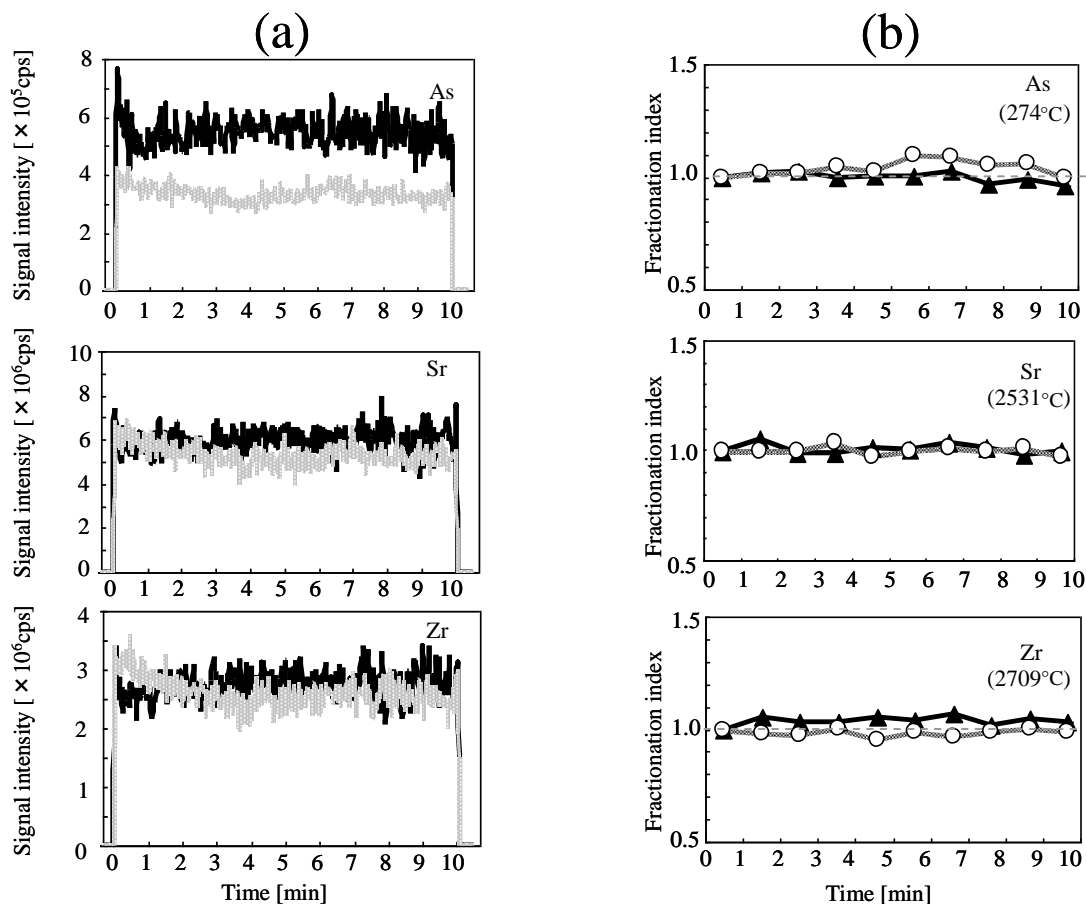 (a)
Signal intensity [ × 10⁵cps]
8
6
4
2
0
As
0 1 2 3 4 5 6 7 8 9 10
Signal intensity [ × 10⁶cps]
10
8
6
4
2
0
Sr
0 1 2 3 4 5 6 7 8 9 10
Signal intensity [ × 10⁶cps]
4
3
2
1
0
Zr
0 1 2 3 4 5 6 7 8 9 10
Time [min]
(b)
Fractionation index
1.5
1.0
0.5
As
(274°C)
0 1 2 3 4 5 6 7 8 9 10
Fractionation index
1.5
1.0
0.5
Sr
(2531°C)
0 1 2 3 4 5 6 7 8 9 10
Fractionation index
1.5
1.0
0.5
Zr
(2709°C)
0 1 2 3 4 5 6 7 8 9 10
Time [min]